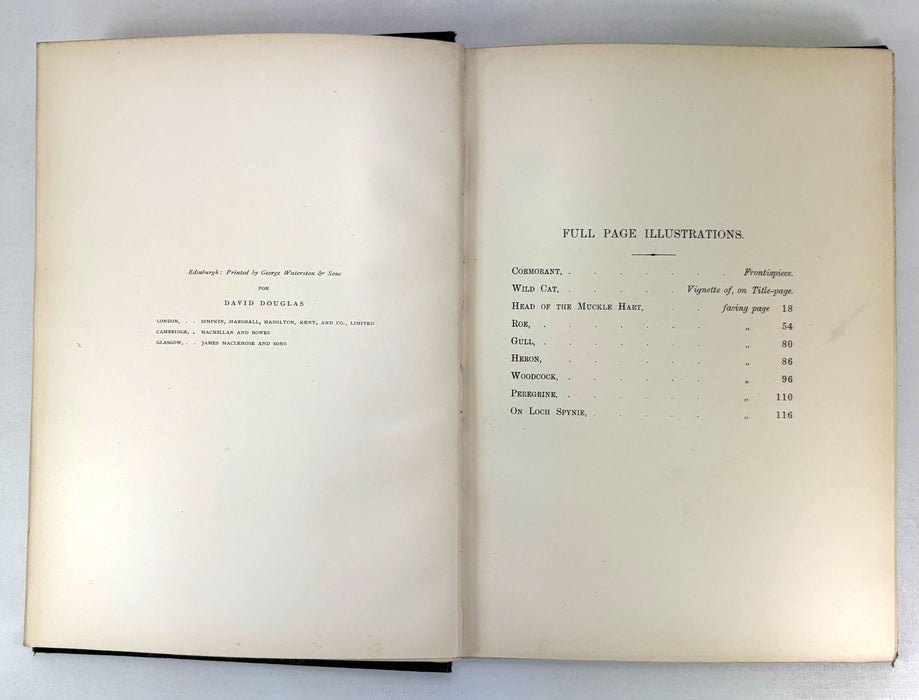 Edinburgh: Printed by George Waterston & Sons
FOR
DAVID DOUGLAS
LONDON, . . SIMPKIN, MARSHALL, HAMILTON, KENT, AND CO., LIMITED
CAMBRIDGE, . MACMILLAN AND BOWES
GLASGOW, . . JAMES MACLEHOSE AND SONS
FULL PAGE ILLUSTRATIONS.
CORMORANT, . . . . . . . Frontispiece.
WILD CAT, . . . . . Vignette of, on Title-page.
HEAD OF THE MUCKLE HART, . . facing page 18
ROE, . . . . . . . „ 54
GULL, . . . . . . . „ 80
HERON, . . . . . . „ 86
WOODCOCK, . . . . . . „ 96
PEREGRINE, . . . . . . „ 110
ON LOCH SPYNIE, . . . . . „ 116